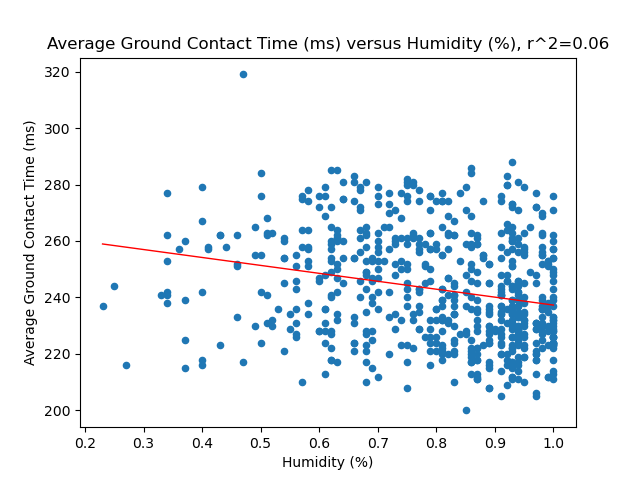 Average Ground Contact Time (ms) versus Humidity (%), r^2=0.06
320
300
280
260
240
220
200
Average Ground Contact Time (ms)
0.2 0.3 0.4 0.5 0.6 0.7 0.8 0.9 1.0
Humidity (%)